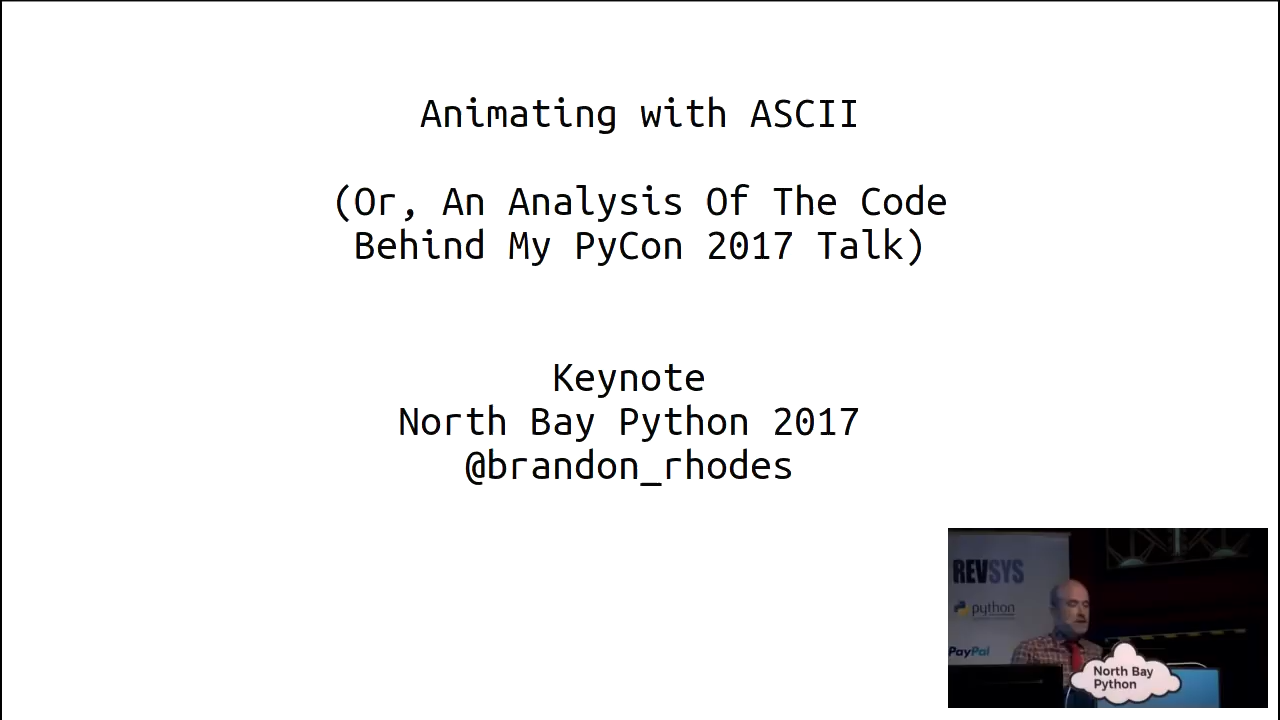 Animating with ASCII
(Or, An Analysis Of The Code
Behind My PyCon 2017 Talk)
Keynote
North Bay Python 2017
@brandon_rhodes
REVSYS
python
PayPal
North Bay
Python